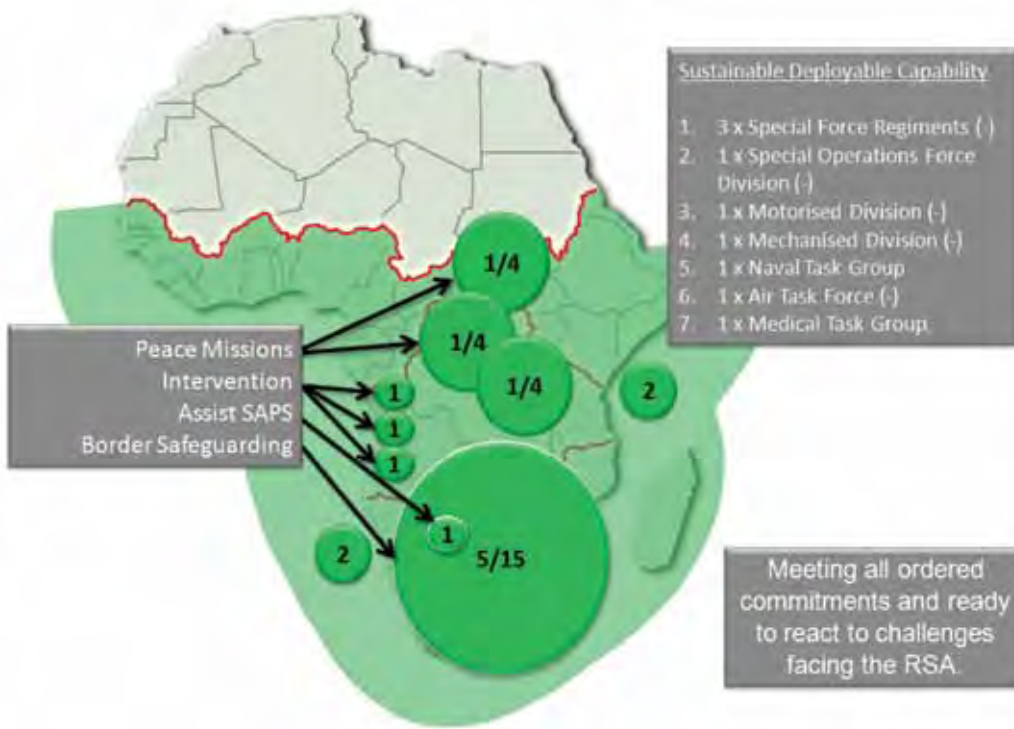 Sustainable Deployable Capability
1. 3 x Special Force Regiments (-)
2. 1 x Special Operations Force
Division (-)
3. 1 x Motorised Division (-)
4. 1 x Mechanised Division (-)
5. 1 x Naval Task Group
6. 1 x Air Task Force (-)
7. 1 x Medical Task Group
1/4
1/4
1/4
Peace Missions
Intervention
Assist SAPS
Border Safeguarding
1
1
1
2
1
5/15
2
Meeting all ordered
commitments and ready
to react to challenges
facing the RSA.